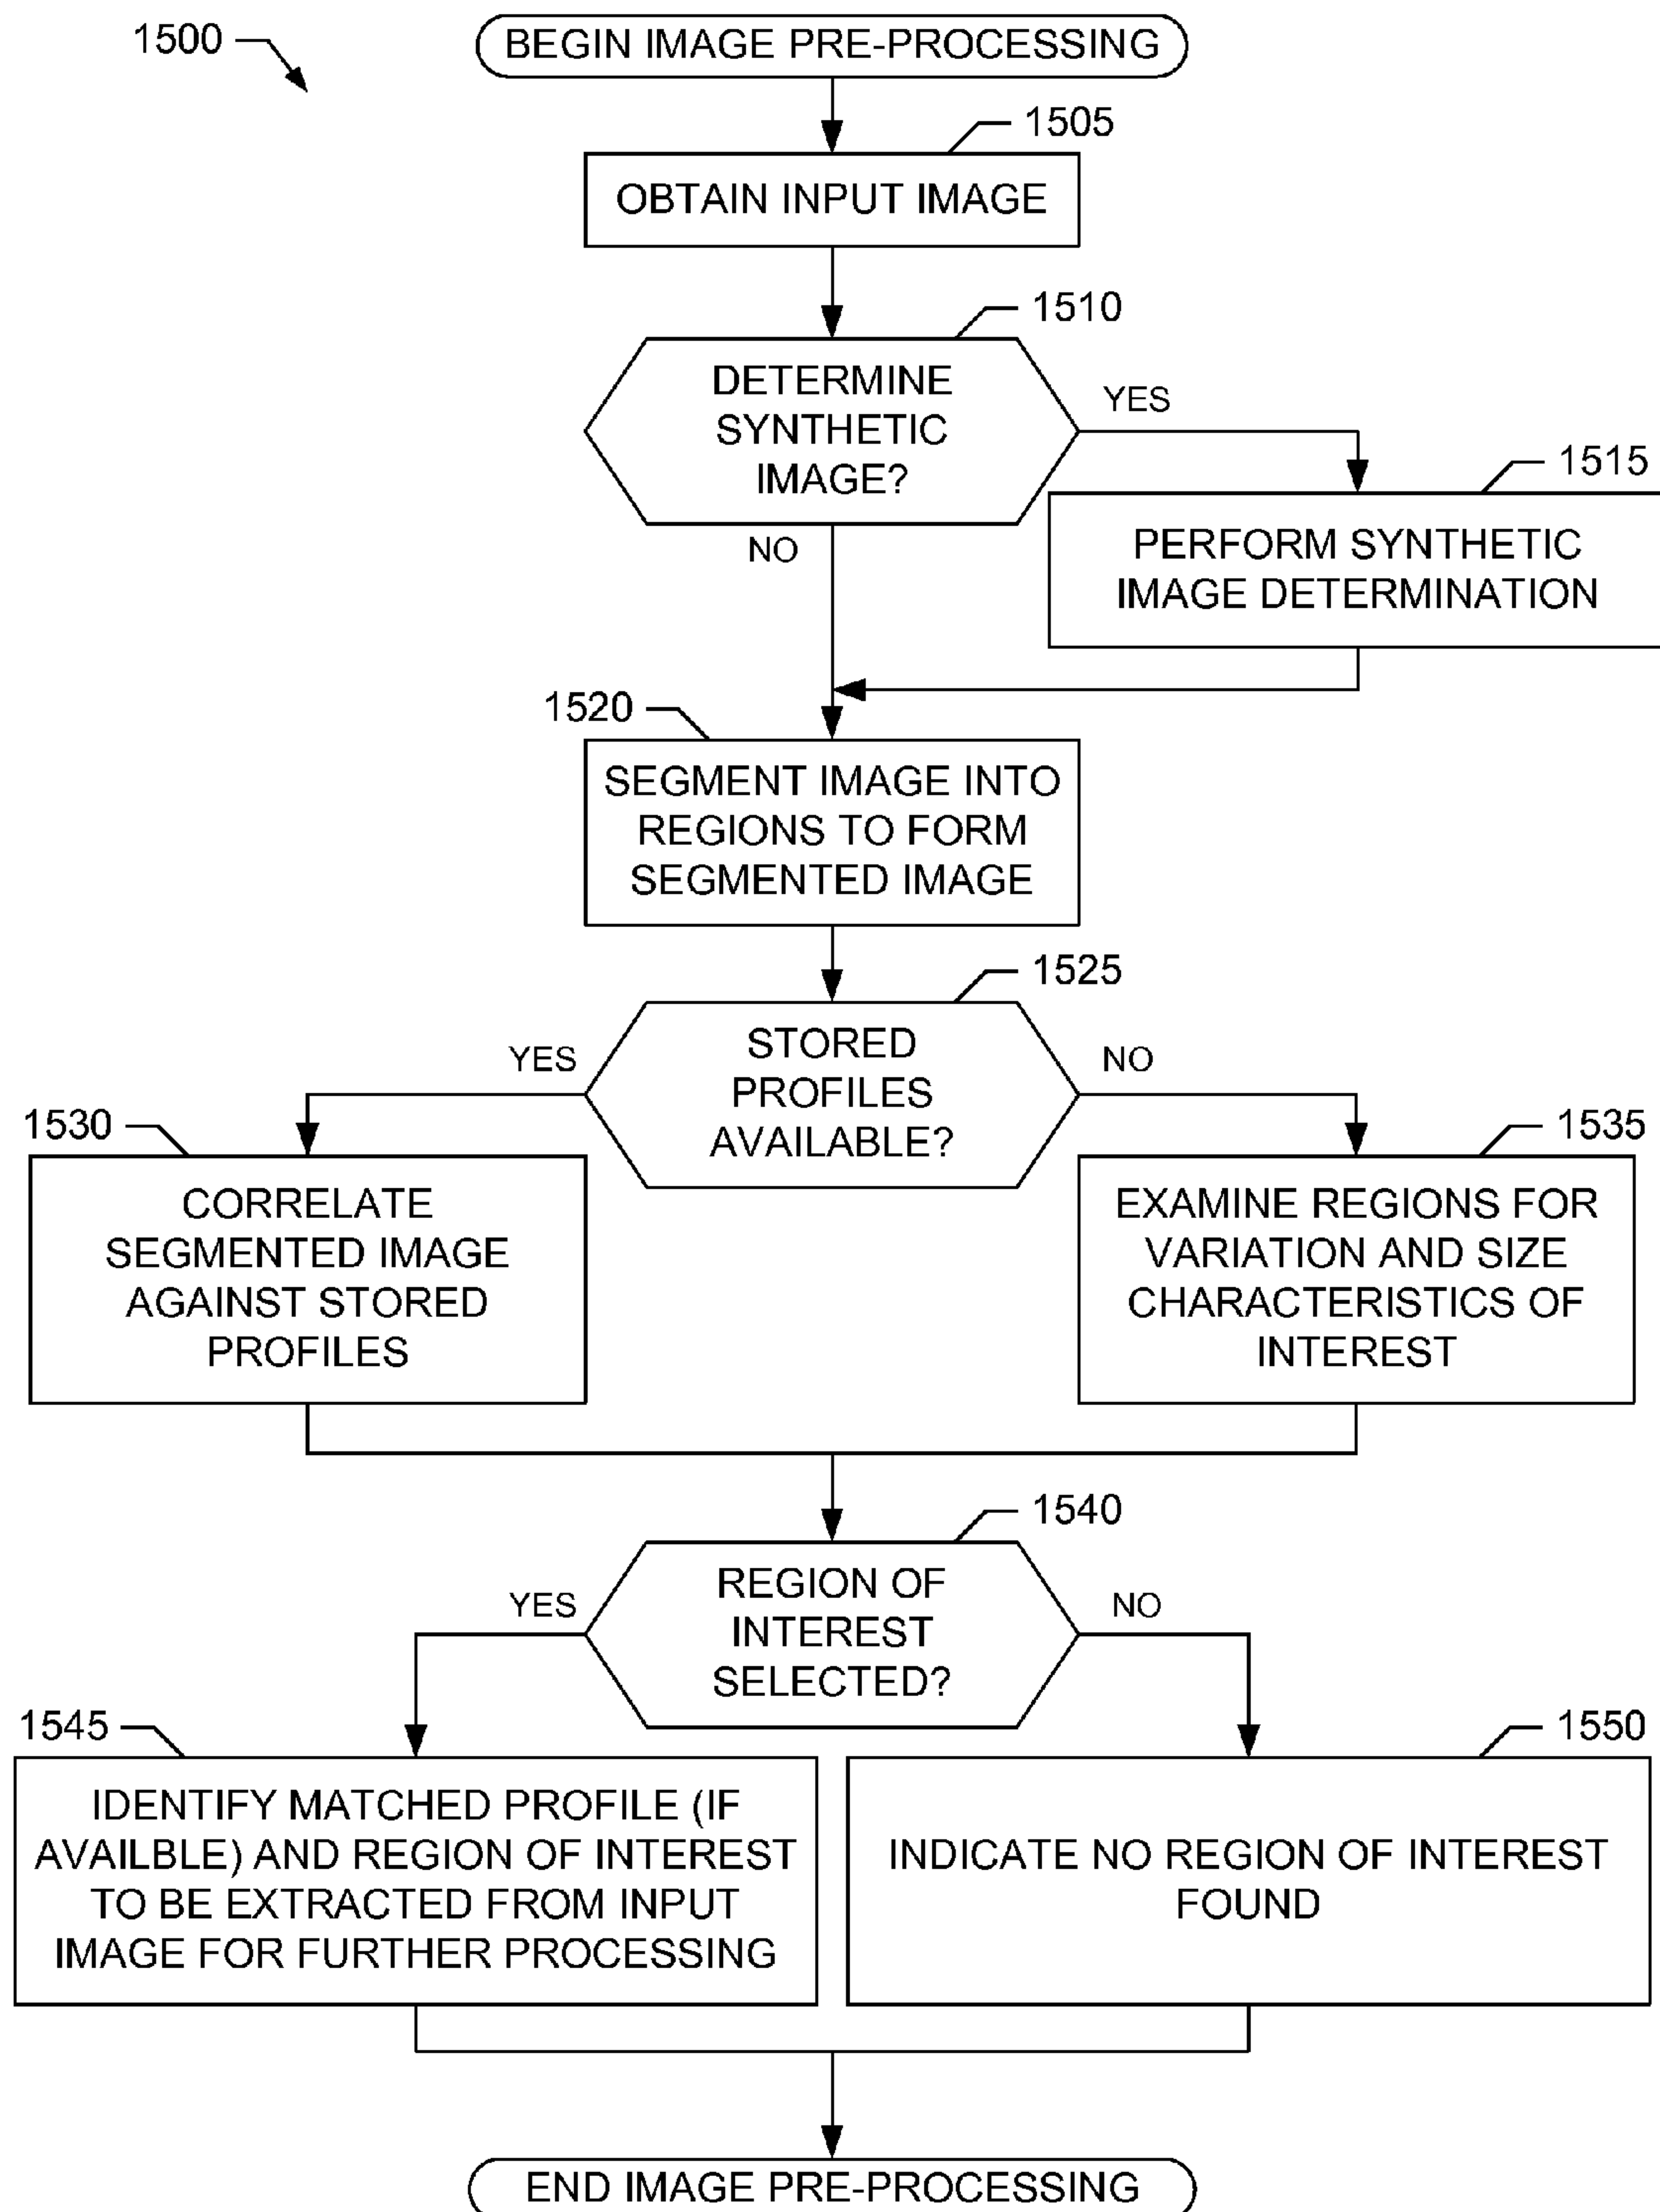 1500
BEGIN IMAGE PRE-PROCESSING
1505
OBTAIN INPUT IMAGE
1510
DETERMINE
SYNTHETIC
IMAGE?
YES
NO
1515
PERFORM SYNTHETIC
IMAGE DETERMINATION
1520
SEGMENT IMAGE INTO
REGIONS TO FORM
SEGMENTED IMAGE
1525
STORED
PROFILES
AVAILABLE?
YES
NO
1530
CORRELATE
SEGMENTED IMAGE
AGAINST STORED
PROFILES
1535
EXAMINE REGIONS FOR
VARIATION AND SIZE
CHARACTERISTICS OF
INTEREST
1540
REGION OF
INTEREST
SELECTED?
YES
NO
1545
IDENTIFY MATCHED PROFILE (IF
AVAILBLE) AND REGION OF INTEREST
TO BE EXTRACTED FROM INPUT
IMAGE FOR FURTHER PROCESSING
1550
INDICATE NO REGION OF INTEREST
FOUND
END IMAGE PRE-PROCESSING